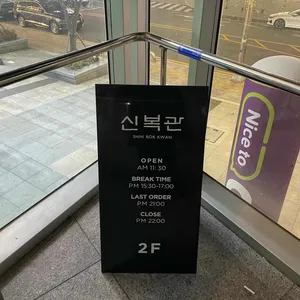 신복관
SHIN BOK KWAN
OPEN
AM 11: 30
BREAK TIME
PM 15:30-17:00
LAST ORDER
PM 21:00
CLOSE
PM 22:00
2F
Nice to